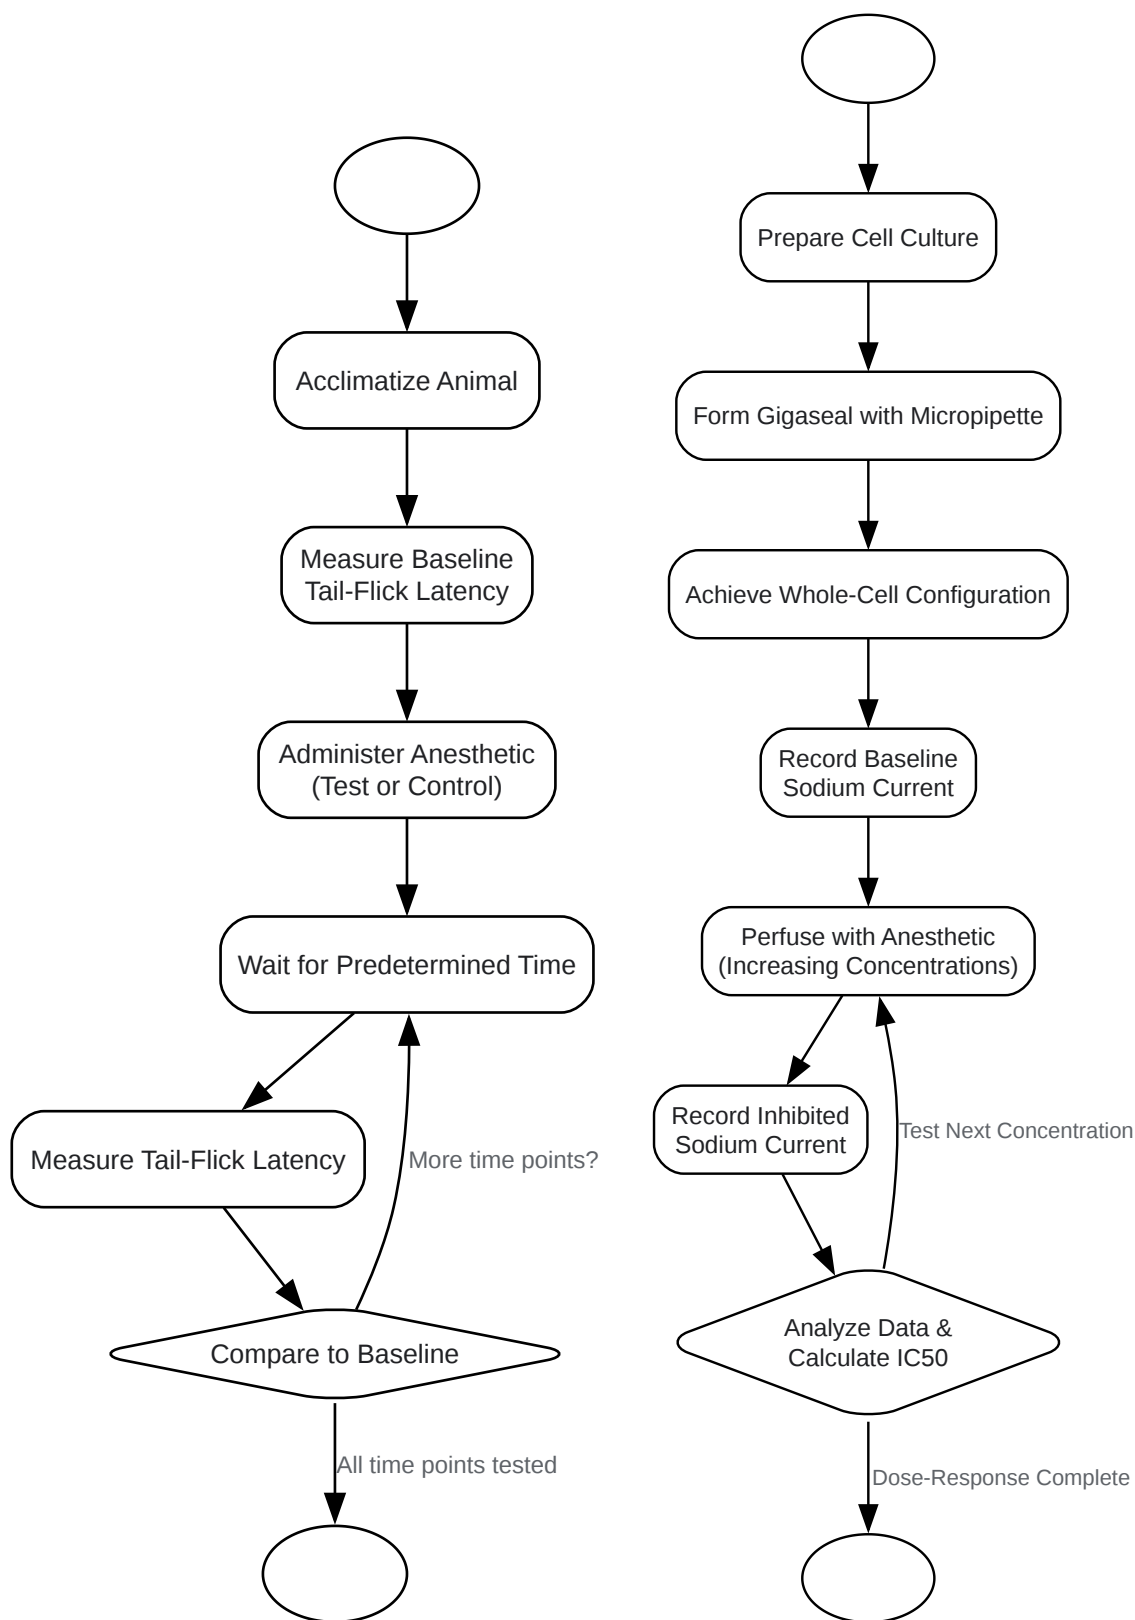 Acclimatize Animal
Measure Baseline
Tail-Flick Latency
Administer Anesthetic
(Test or Control)
Wait for Predetermined Time
Measure Tail-Flick Latency
More time points?
Compare to Baseline
All time points tested
Prepare Cell Culture
Form Gigaseal with Micropipette
Achieve Whole-Cell Configuration
Record Baseline
Sodium Current
Perfuse with Anesthetic
(Increasing Concentrations)
Record Inhibited
Sodium Current
Test Next Concentration
Analyze Data &
Calculate IC50
Dose-Response Complete